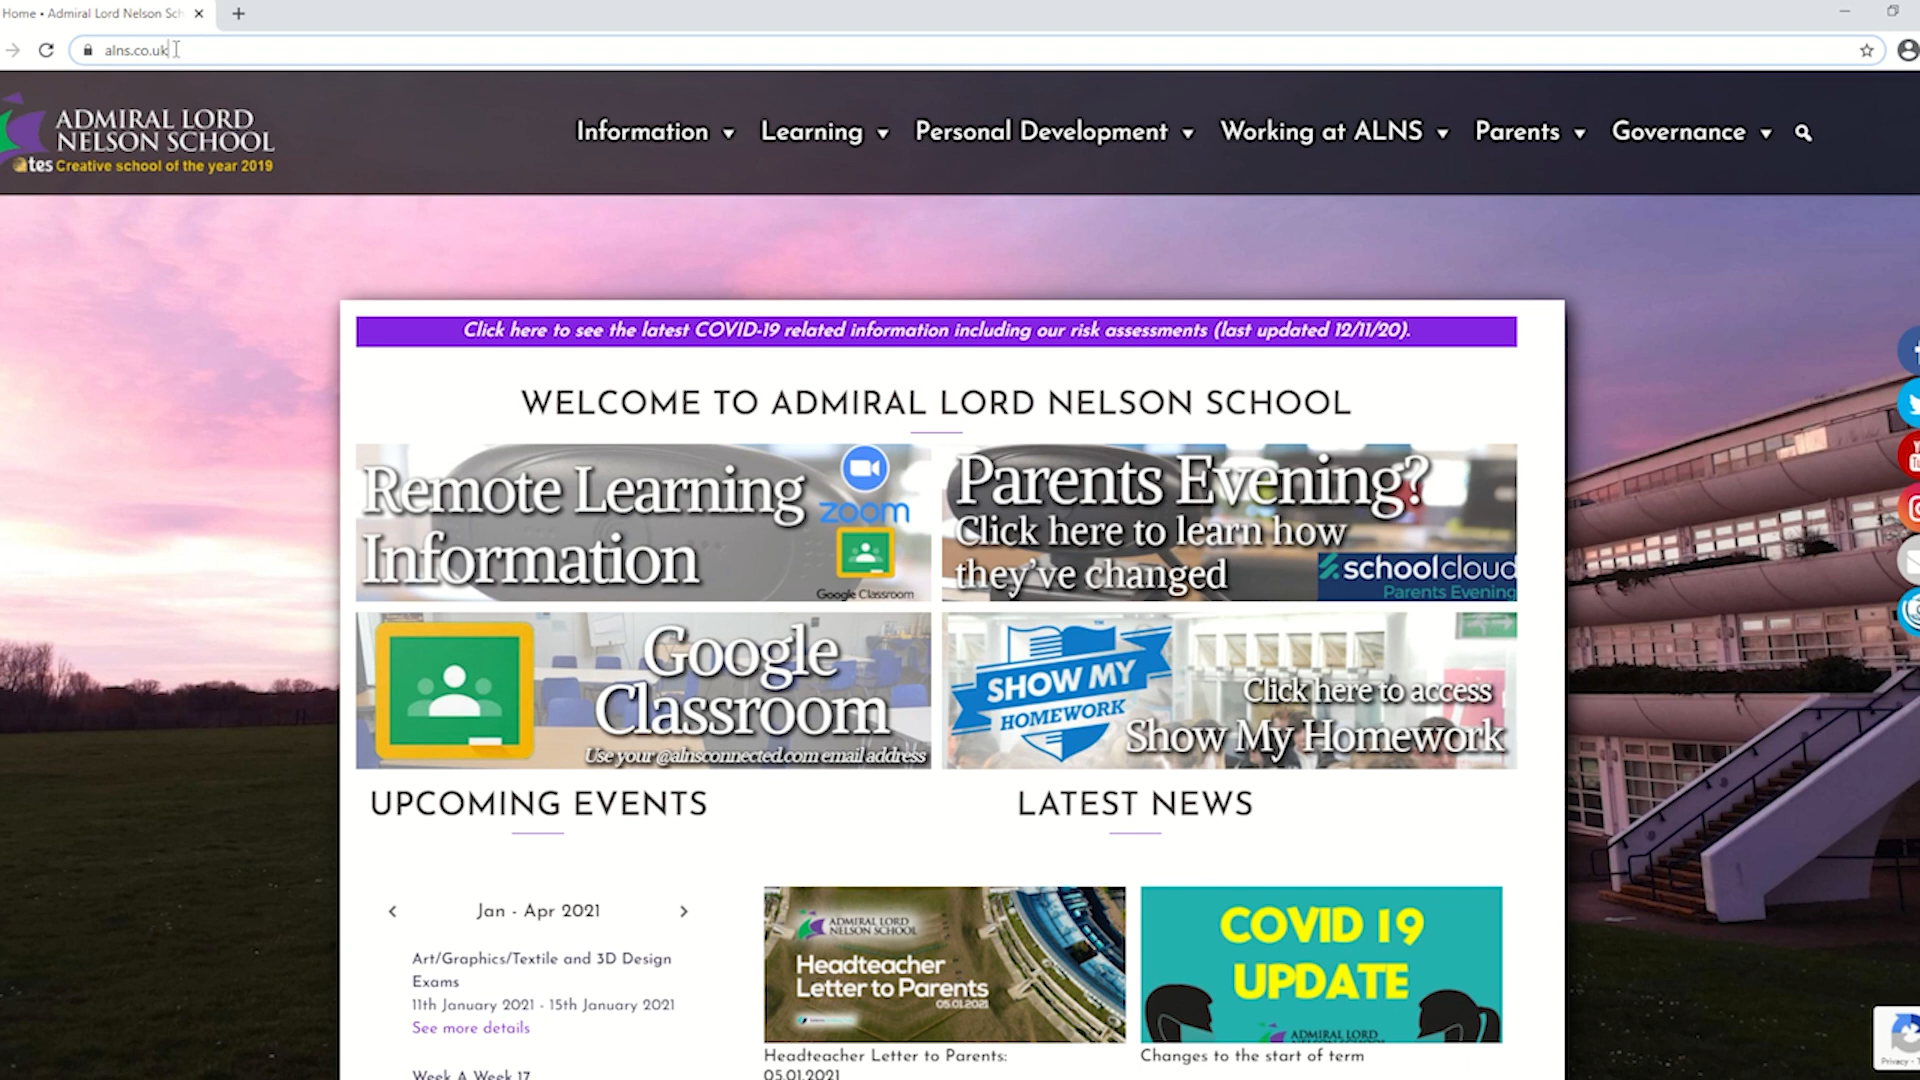 Home • Admiral Lord Nelson Sch
alns.co.uk
ADMIRAL LORD
NELSON SCHOOL
tes Creative school of the year 2019
Information
Learning
Personal Development
Working at ALNS
Parents
Governance
Click here to see the latest COVID-19 related information including our risk assessments (last updated 12/11/20).
WELCOME TO ADMIRAL LORD NELSON SCHOOL
Remote Learning
Information
zoom
Google Classroom
Parents Evening?
Click here to learn how
they've changed
schoolcloud
Parents Evening
Google
Classroom
Use your @alnsconnected.com email address
SHOW MY
HOMEWORK
TM
Click here to access
Show My Homework
UPCOMING EVENTS
LATEST NEWS
Jan - Apr 2021
Art/Graphics/Textile and 3D Design
Exams
11th January 2021 - 15th January 2021
See more details
Week A Week 17
ADMIRAL LORD
NELSON SCHOOL
Headteacher
Letter to Parents
05.01.2021
Headteacher Letter to Parents:
05.01.2021
COVID 19
UPDATE
ADMIRAL LORD
NELSON SCHOOL
Changes to the start of term
Privacy